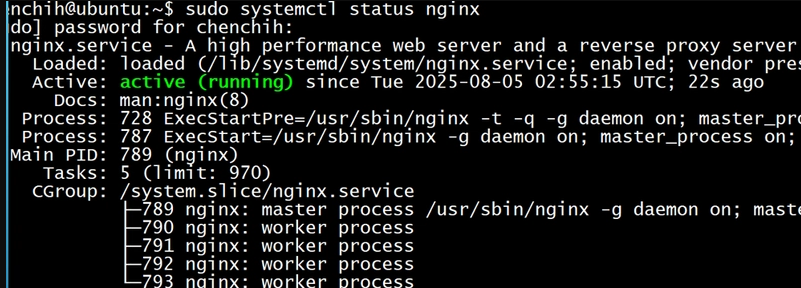 enchih@ubuntu:~$ sudo systemctl status nginx
do] password for chenchih:
nginx.service - A high performance web server and a reverse proxy server
Loaded: loaded (/lib/systemd/system/nginx.service; enabled; vendor pres
Active: active (running) since Tue 2025-08-05 02:55:15 UTC; 22s ago
Docs: man:nginx(8)
Process: 728 ExecStartPre=/usr/sbin/nginx -t -q -g daemon on; master_pro
Process: 787 ExecStart=/usr/sbin/nginx -g daemon on; master_process on;
Main PID: 789 (nginx)
Tasks: 5 (limit: 970)
CGroup: /system.slice/nginx.service
├─789 nginx: master process /usr/sbin/nginx -g daemon on; maste
├─790 nginx: worker process
├─791 nginx: worker process
├─792 nginx: worker process
└─793 nginx: worker process